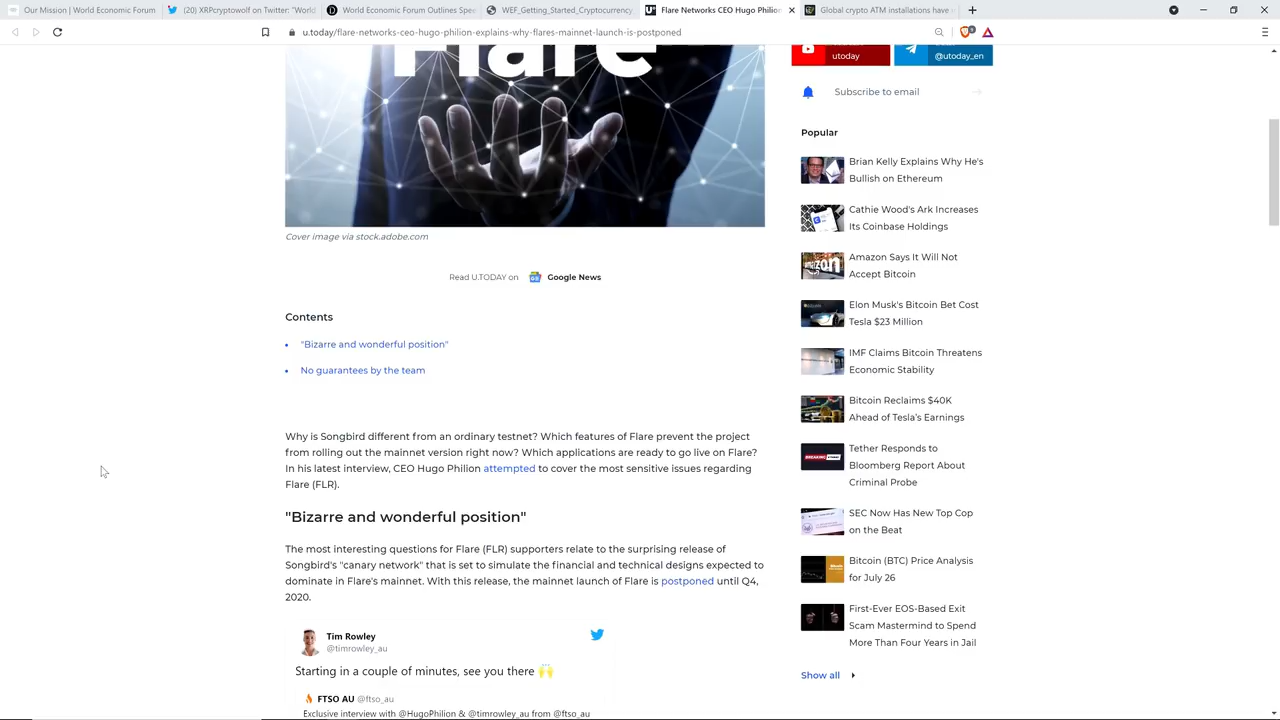 Our Mission | World Economic Forum
(20) XRPcryptowolf on Twitter: "World
World Economic Forum Outlines Spee
WEF_Getting_Started_Cryptocurrency
Flare Networks CEO Hugo Philion
Global crypto ATM installations have
u.today/flare-networks-ceo-hugo-philion-explains-why-flares-mainnet-launch-is-postponed
Flare
Cover image via stock.adobe.com
Read U.TODAY on Google News
Contents
"Bizarre and wonderful position"
No guarantees by the team
Why is Songbird different from an ordinary testnet? Which features of Flare prevent the project
from rolling out the mainnet version right now? Which applications are ready to go live on Flare?
In his latest interview, CEO Hugo Philion attempted to cover the most sensitive issues regarding
Flare (FLR).
"Bizarre and wonderful position"
The most interesting questions for Flare (FLR) supporters relate to the surprising release of
Songbird's "canary network" that is set to simulate the financial and technical designs expected to
dominate in Flare's mainnet. With this release, the mainnet launch of Flare is postponed until Q4,
2020.
Tim Rowley
@timrowley_au
Starting in a couple of minutes, see you there 🙌
FTSO AU @ftso_au
Exclusive interview with @HugoPhilion & @timrowley_au from @ftso_au
utoday
@utoday_en
Subscribe to email
Popular
Brian Kelly Explains Why He's
Bullish on Ethereum
Cathie Wood's Ark Increases
Its Coinbase Holdings
Amazon Says It Will Not
Accept Bitcoin
Elon Musk's Bitcoin Bet Cost
Tesla $23 Million
IMF Claims Bitcoin Threatens
Economic Stability
Bitcoin Reclaims $40K
Ahead of Tesla's Earnings
Tether Responds to
Bloomberg Report About
Criminal Probe
SEC Now Has New Top Cop
on the Beat
Bitcoin (BTC) Price Analysis
for July 26
First-Ever EOS-Based Exit
Scam Mastermind to Spend
More Than Four Years in Jail
Show all